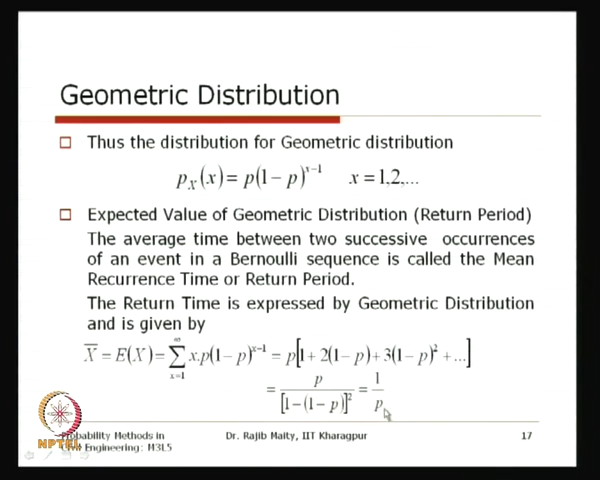 Geometric Distribution
Thus the distribution for Geometric distribution
p_X(x) = p(1 − p)^{x−1}    x = 1,2,...
Expected Value of Geometric Distribution (Return Period)
The average time between two successive occurrences
of an event in a Bernoulli sequence is called the Mean
Recurrence Time or Return Period.
The Return Time is expressed by Geometric Distribution
and is given by
X̄ = E(X) = ∑_{x=1}^{∞} x.p(1 − p)^{x−1} = p[1 + 2(1 − p) + 3(1 − p)² + ...]
= p / [1 − (1 − p)]² = 1 / p
Probability Methods in
Civil Engineering: M3L5
Dr. Rajib Maity, IIT Kharagpur
17
NPTEL